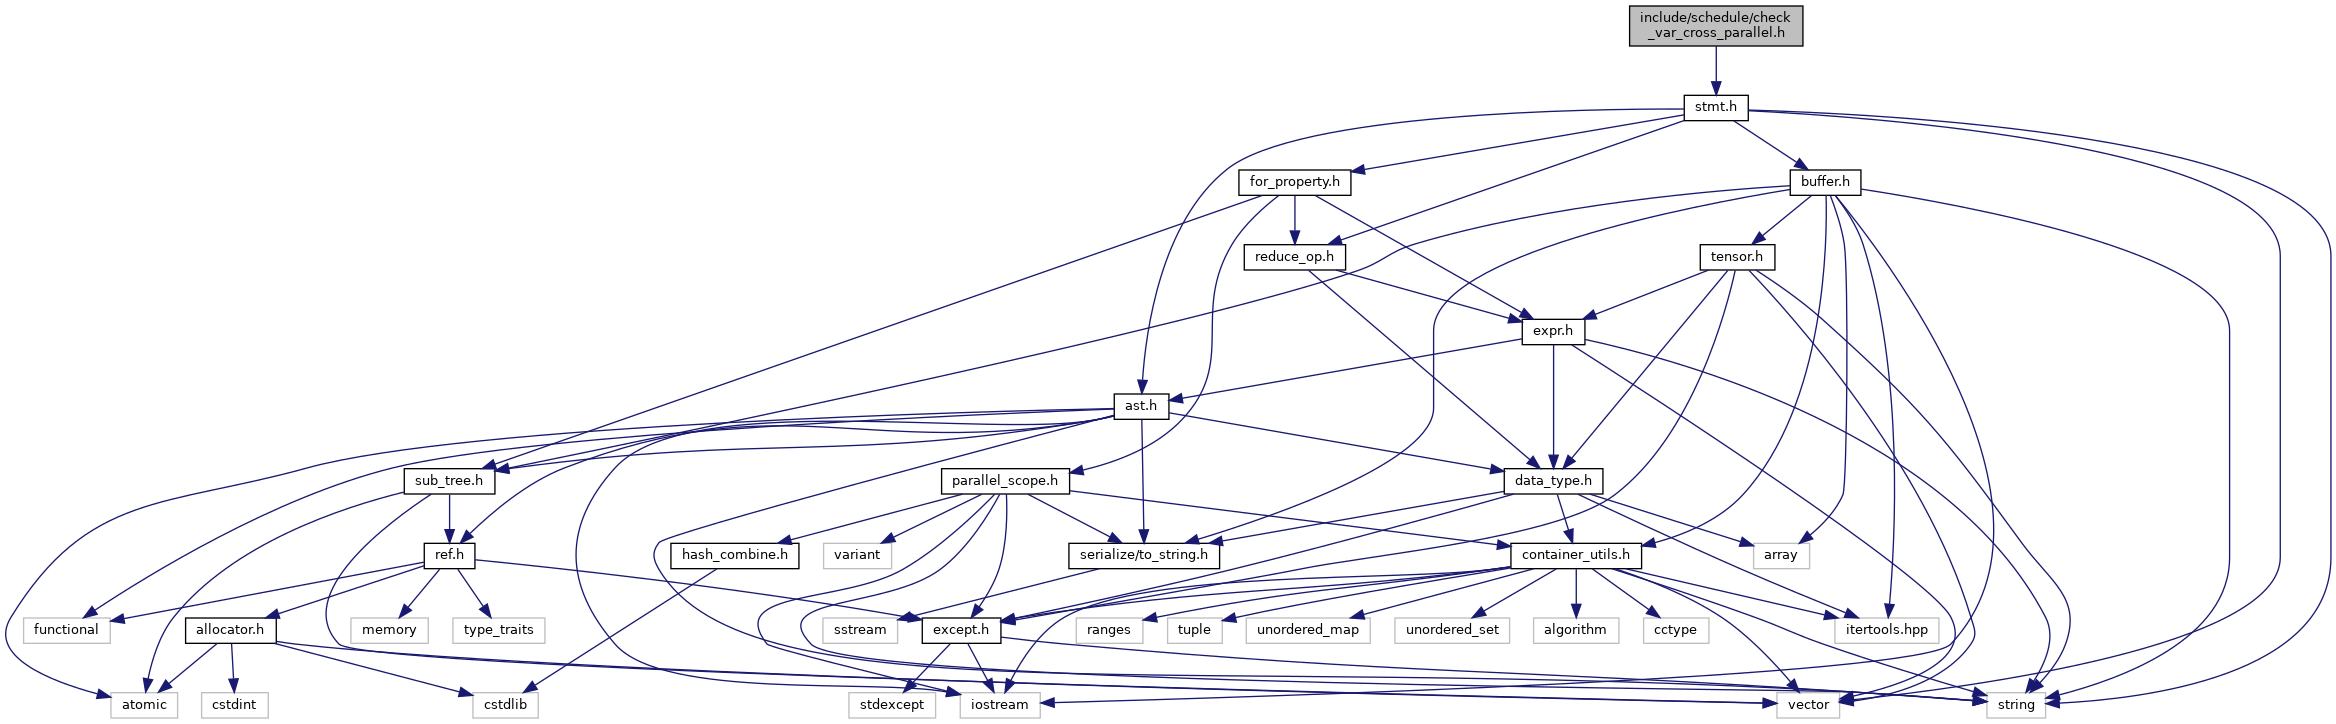 include/schedule/check
_var_cross_parallel.h
stmt.h
for_property.h
buffer.h
reduce_op.h
tensor.h
expr.h
ast.h
sub_tree.h
parallel_scope.h
data_type.h
ref.h
hash_combine.h
variant
serialize/to_string.h
container_utils.h
array
functional
allocator.h
memory
type_traits
sstream
except.h
ranges
tuple
unordered_map
unordered_set
algorithm
cctype
itertools.hpp
atomic
cstdint
cstdlib
stdexcept
iostream
vector
string